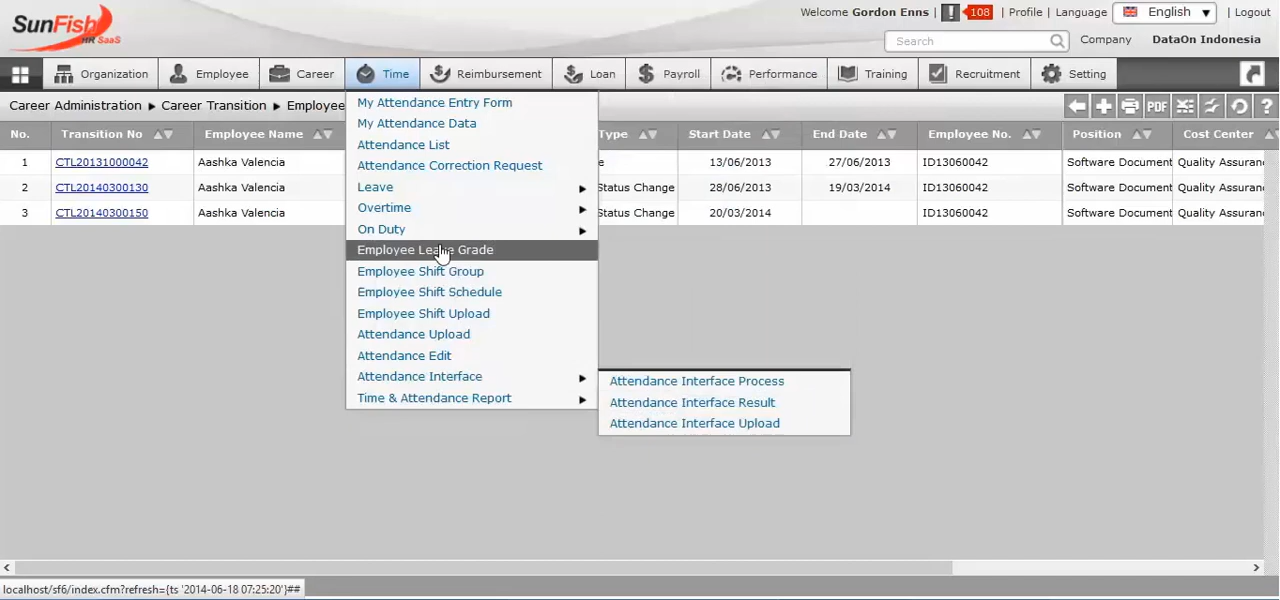 SunFish
HR SaaS
Welcome Gordon Enns | 108 | Profile | Language English ▼ | Logout
Search Company DataOn Indonesia
Organization Employee Career Time Reimbursement Loan Payroll Performance Training Recruitment Setting
Career Administration ▶ Career Transition ▶ Employee PDF ?
No. Transition No Employee Name Type Start Date End Date Employee No. Position Cost Center
1 CTL20131000042 Aashka Valencia 13/06/2013 27/06/2013 ID13060042 Software Document Quality Assuran
2 CTL20140300130 Aashka Valencia Status Change 28/06/2013 19/03/2014 ID13060042 Software Document Quality Assuran
3 CTL20140300150 Aashka Valencia Status Change 20/03/2014 ID13060042 Software Document Quality Assuran
My Attendance Entry Form
My Attendance Data
Attendance List
Attendance Correction Request
Leave
Overtime
On Duty
Employee Leave Grade
Employee Shift Group
Employee Shift Schedule
Employee Shift Upload
Attendance Upload
Attendance Edit
Attendance Interface
Time & Attendance Report
Attendance Interface Process
Attendance Interface Result
Attendance Interface Upload
localhost/sf6/index.cfm?refresh={ts '2014-06-18 07:25:20'}##